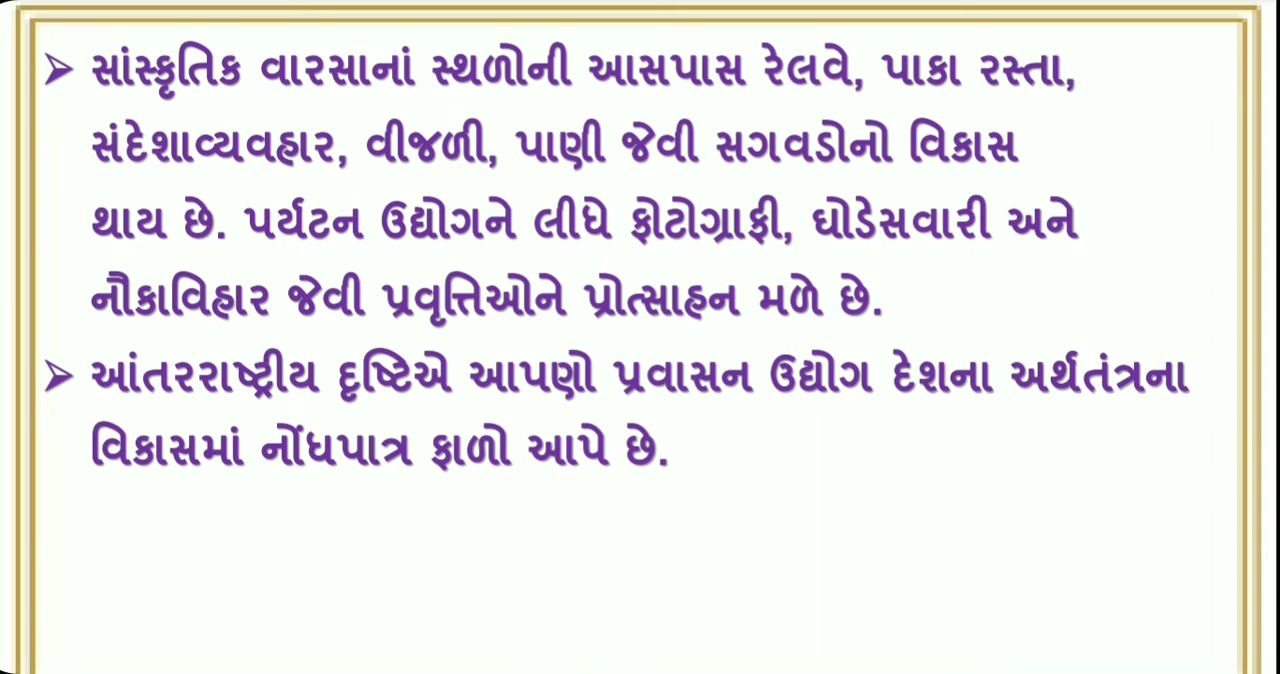 ➢ સાંસ્કૃતિક વારસાનાં સ્થળોની આસપાસ રેલવે, પાકા રસ્તા,
સંદેશાવ્યવહાર, વીજળી, પાણી જેવી સગવડોનો વિકાસ
થાય છે. પર્યટન ઉદ્યોગને લીધે ફોટોગ્રાફી, ઘોડેસવારી અને
નૌકાવિહાર જેવી પ્રવૃત્તિઓને પ્રોત્સાહન મળે છે.
➢ આંતરરાષ્ટ્રીય દૃષ્ટિએ આપણો પ્રવાસન ઉદ્યોગ દેશના અર્થતંત્રના
વિકાસમાં નોંધપાત્ર ફાળો આપે છે.